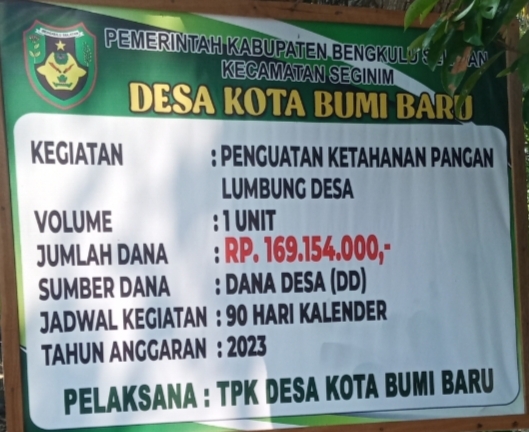 PEMERINTAH KABUPATEN BENGKULU SELATAN
KECAMATAN SEGINIM
DESA KOTA BUMI BARU
KEGIATAN : PENGUATAN KETAHANAN PANGAN
LUMBUNG DESA
VOLUME : 1 UNIT
JUMLAH DANA : RP. 169.154.000,-
SUMBER DANA : DANA DESA (DD)
JADWAL KEGIATAN : 90 HARI KALENDER
TAHUN ANGGARAN : 2023
PELAKSANA : TPK DESA KOTA BUMI BARU